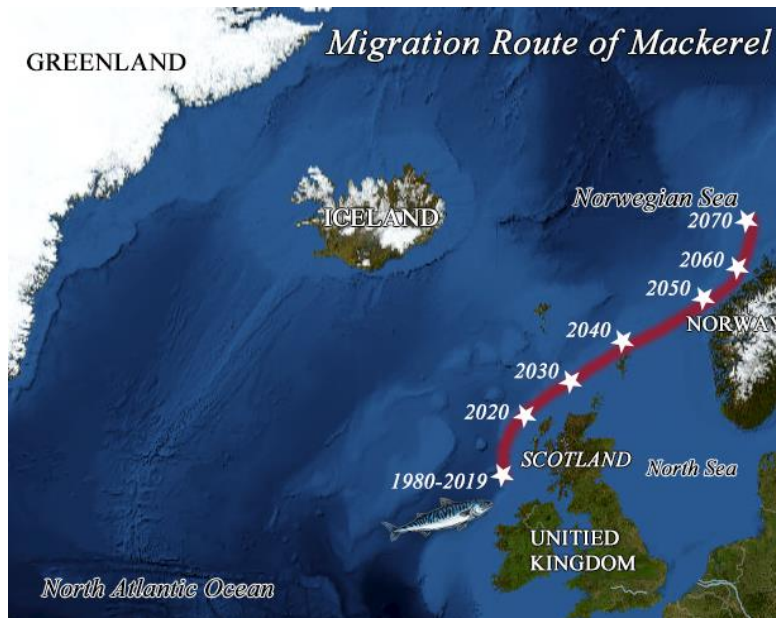 Migration Route of Mackerel
GREENLAND
Norwegian Sea
ICELAND
2070
2060
2050
NORWAY
2040
2030
2020
SCOTLAND
North Sea
1980-2019
UNITIED
KINGDOM
North Atlantic Ocean